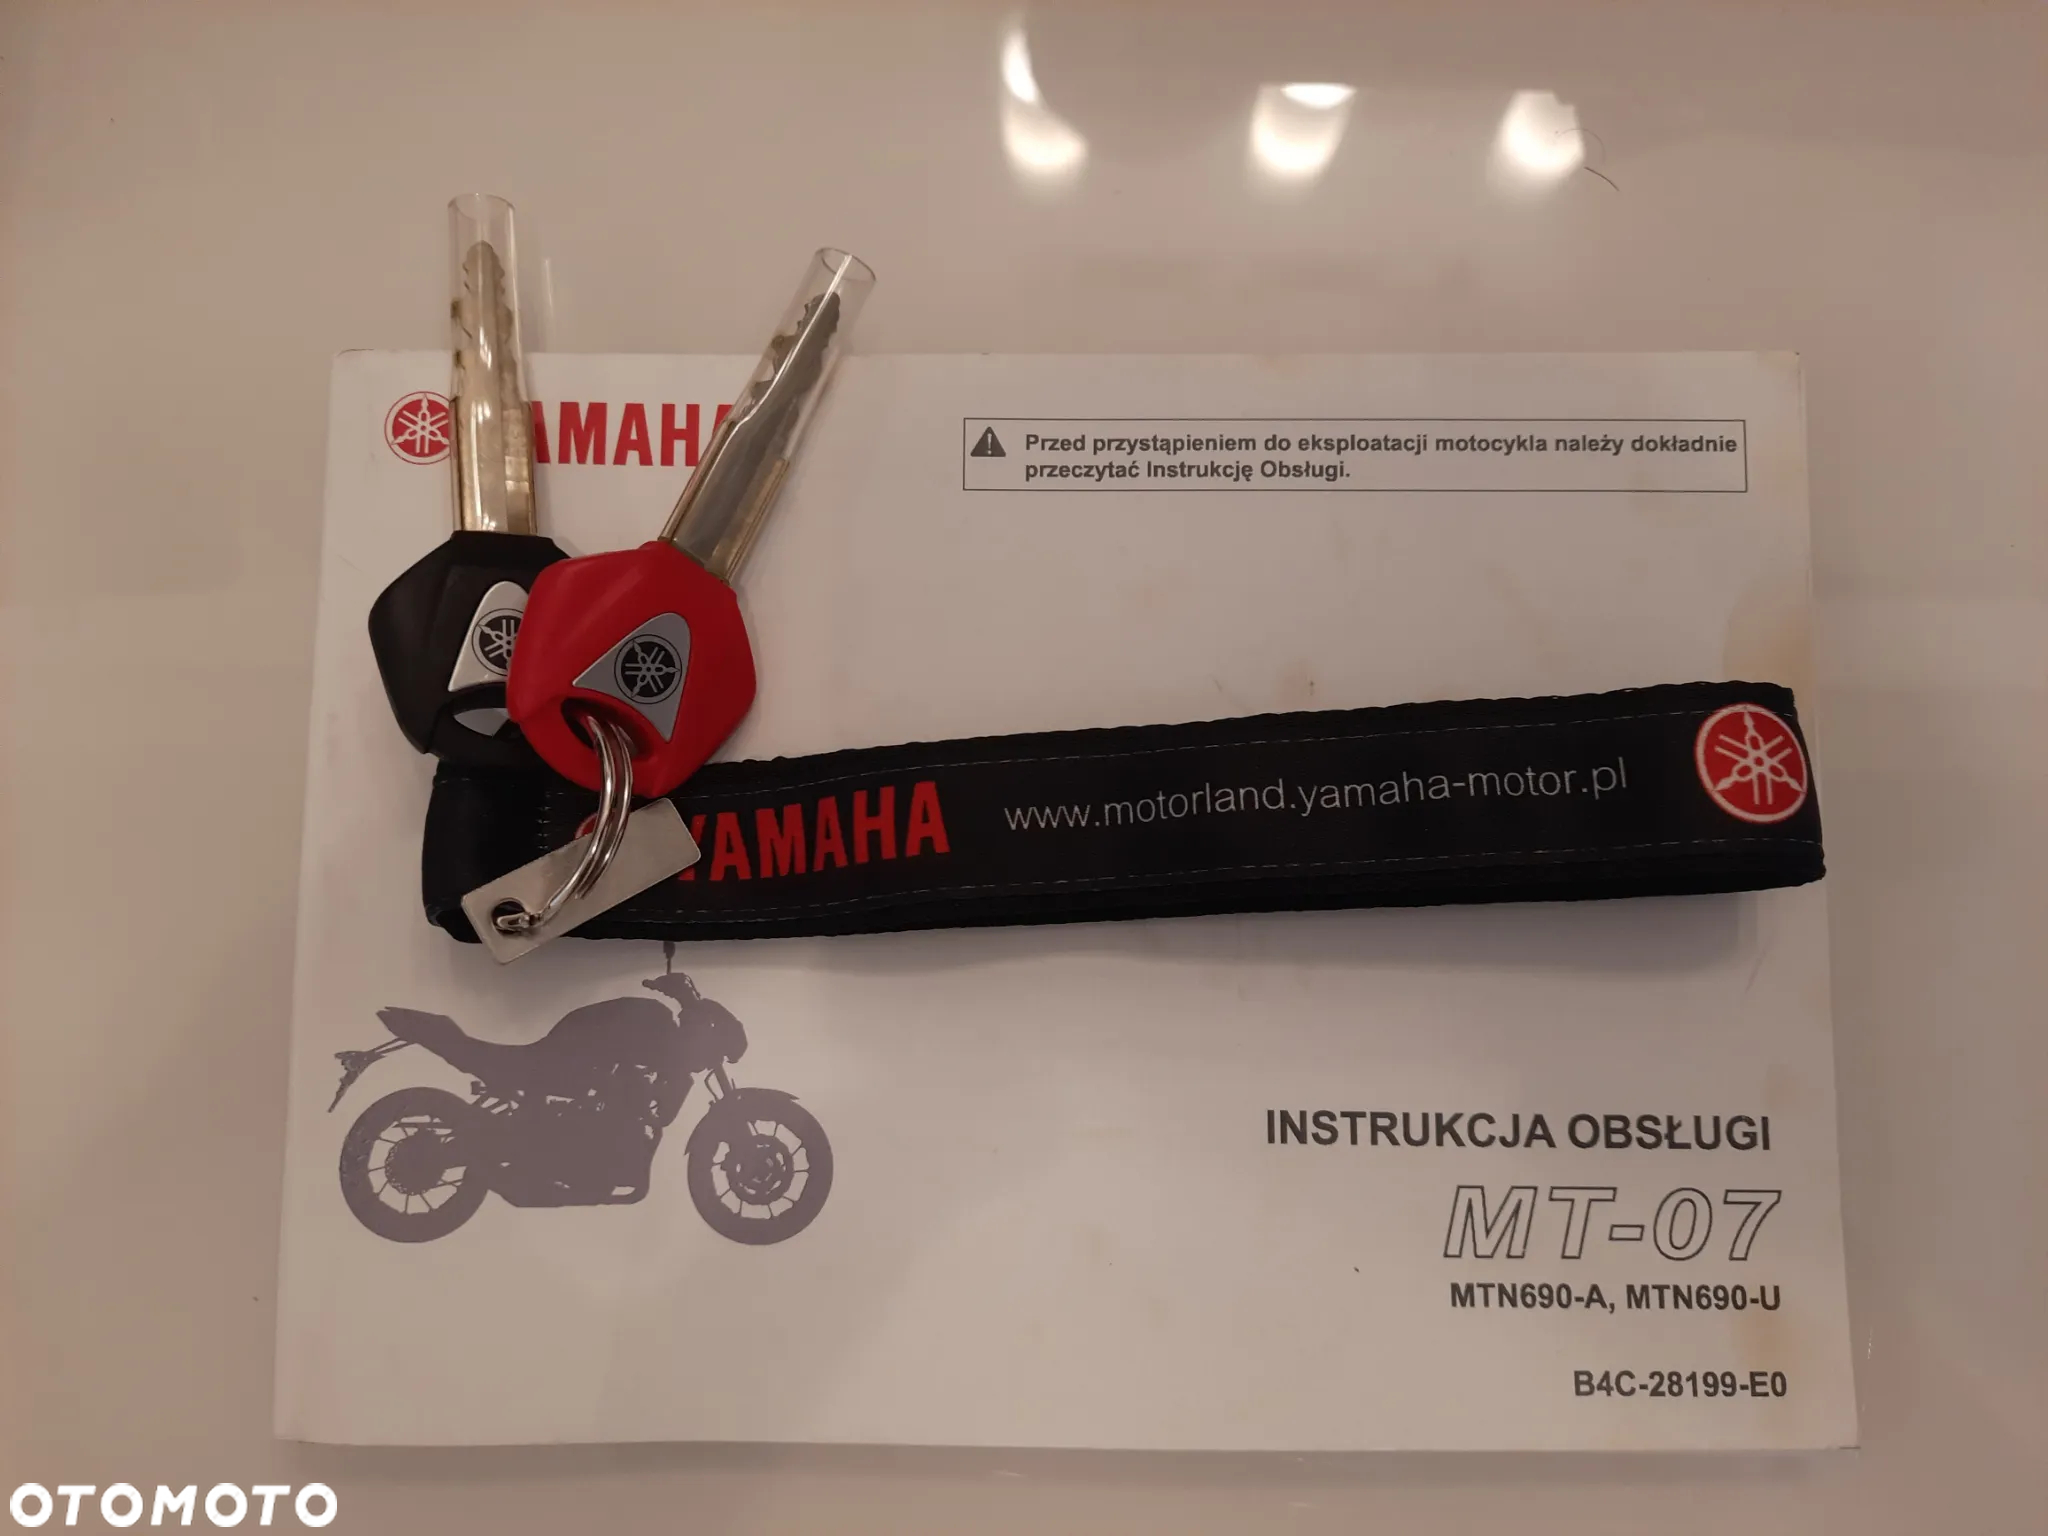 YAMAHA
Przed przystąpieniem do eksploatacji motocykla należy dokładnie
przeczytać Instrukcję Obsługi.
YAMAHA
www.motorland.yamaha-motor.pl
INSTRUKCJA OBSŁUGI
MT-07
MTN690-A, MTN690-U
B4C-28199-E0
OTOMOTO